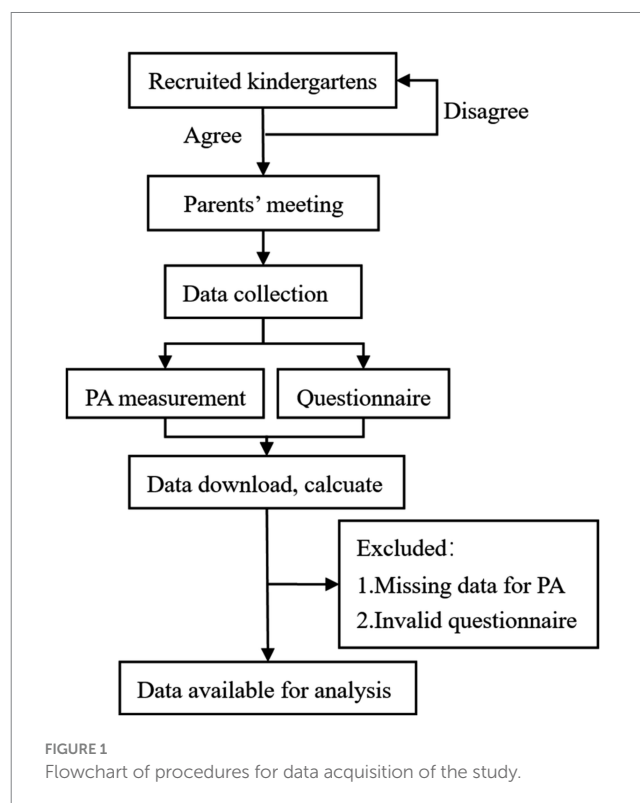 Recruited kindergartens
Disagree
Agree
Parents’ meeting
Data collection
PA measurement
Questionnaire
Data download, calcuate
Excluded：
1.Missing data for PA
2.Invalid questionnaire
Data available for analysis
FIGURE 1
Flowchart of procedures for data acquisition of the study.